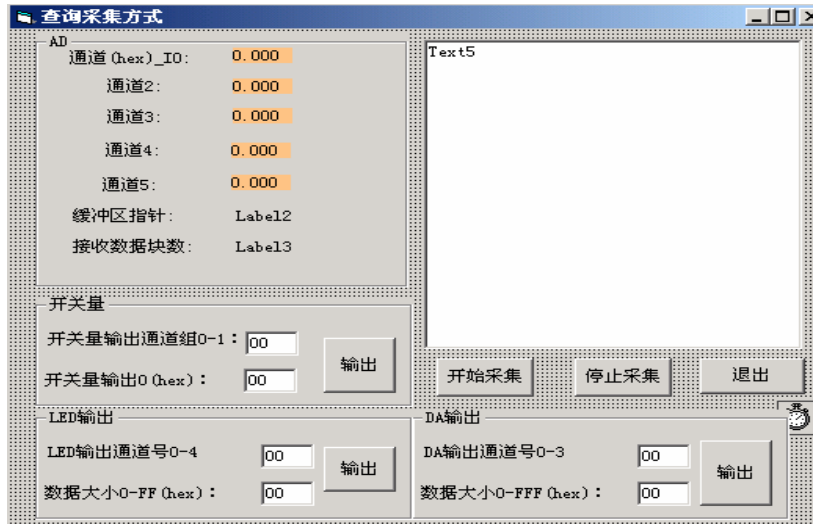 查询采集方式
AD
通道(hex)_IO: 0.000
通道2: 0.000
通道3: 0.000
通道4: 0.000
通道5: 0.000
缓冲区指针: Label2
接收数据块数: Label3
Text5
开关量
开关量输出通道组0-1: 00
开关量输出0(hex): 00
输出
开始采集
停止采集
退出
LED输出
LED输出通道号0-4 00
数据大小0-FF(hex): 00
输出
DA输出
DA输出通道号0-3 00
数据大小0-FFF(hex): 00
输出